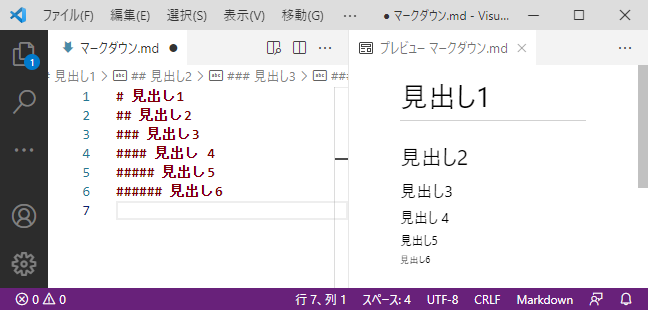 ファイル(F) 編集(E) 選択(S) 表示(V) 移動(G) ··· ● マークダウン.md - Visu...
マークダウン.md ●
プレビュー マークダウン.md ×
見出し1 > ## 見出し2 > ### 見出し3 > ###
1 # 見出し1
2 ## 見出し2
3 ### 見出し3
4 #### 見出し 4
5 ##### 見出し5
6 ###### 見出し6
7
見出し1
見出し2
見出し3
見出し 4
見出し5
見出し6
1
0 0 行 7、列 1 スペース: 4 UTF-8 CRLF Markdown